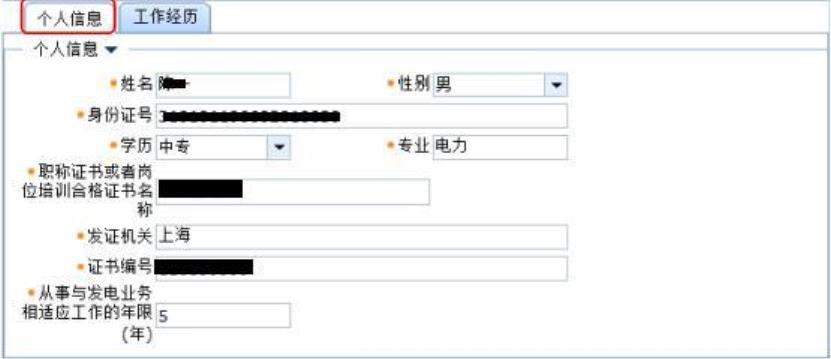 个人信息 工作经历
个人信息
姓名 性别 男
身份证号
学历 中专 专业 电力
职称证书或者岗
位培训合格证书名
称
发证机关 上海
证书编号
从事与发电业务
相适应工作的年限 5
(年)